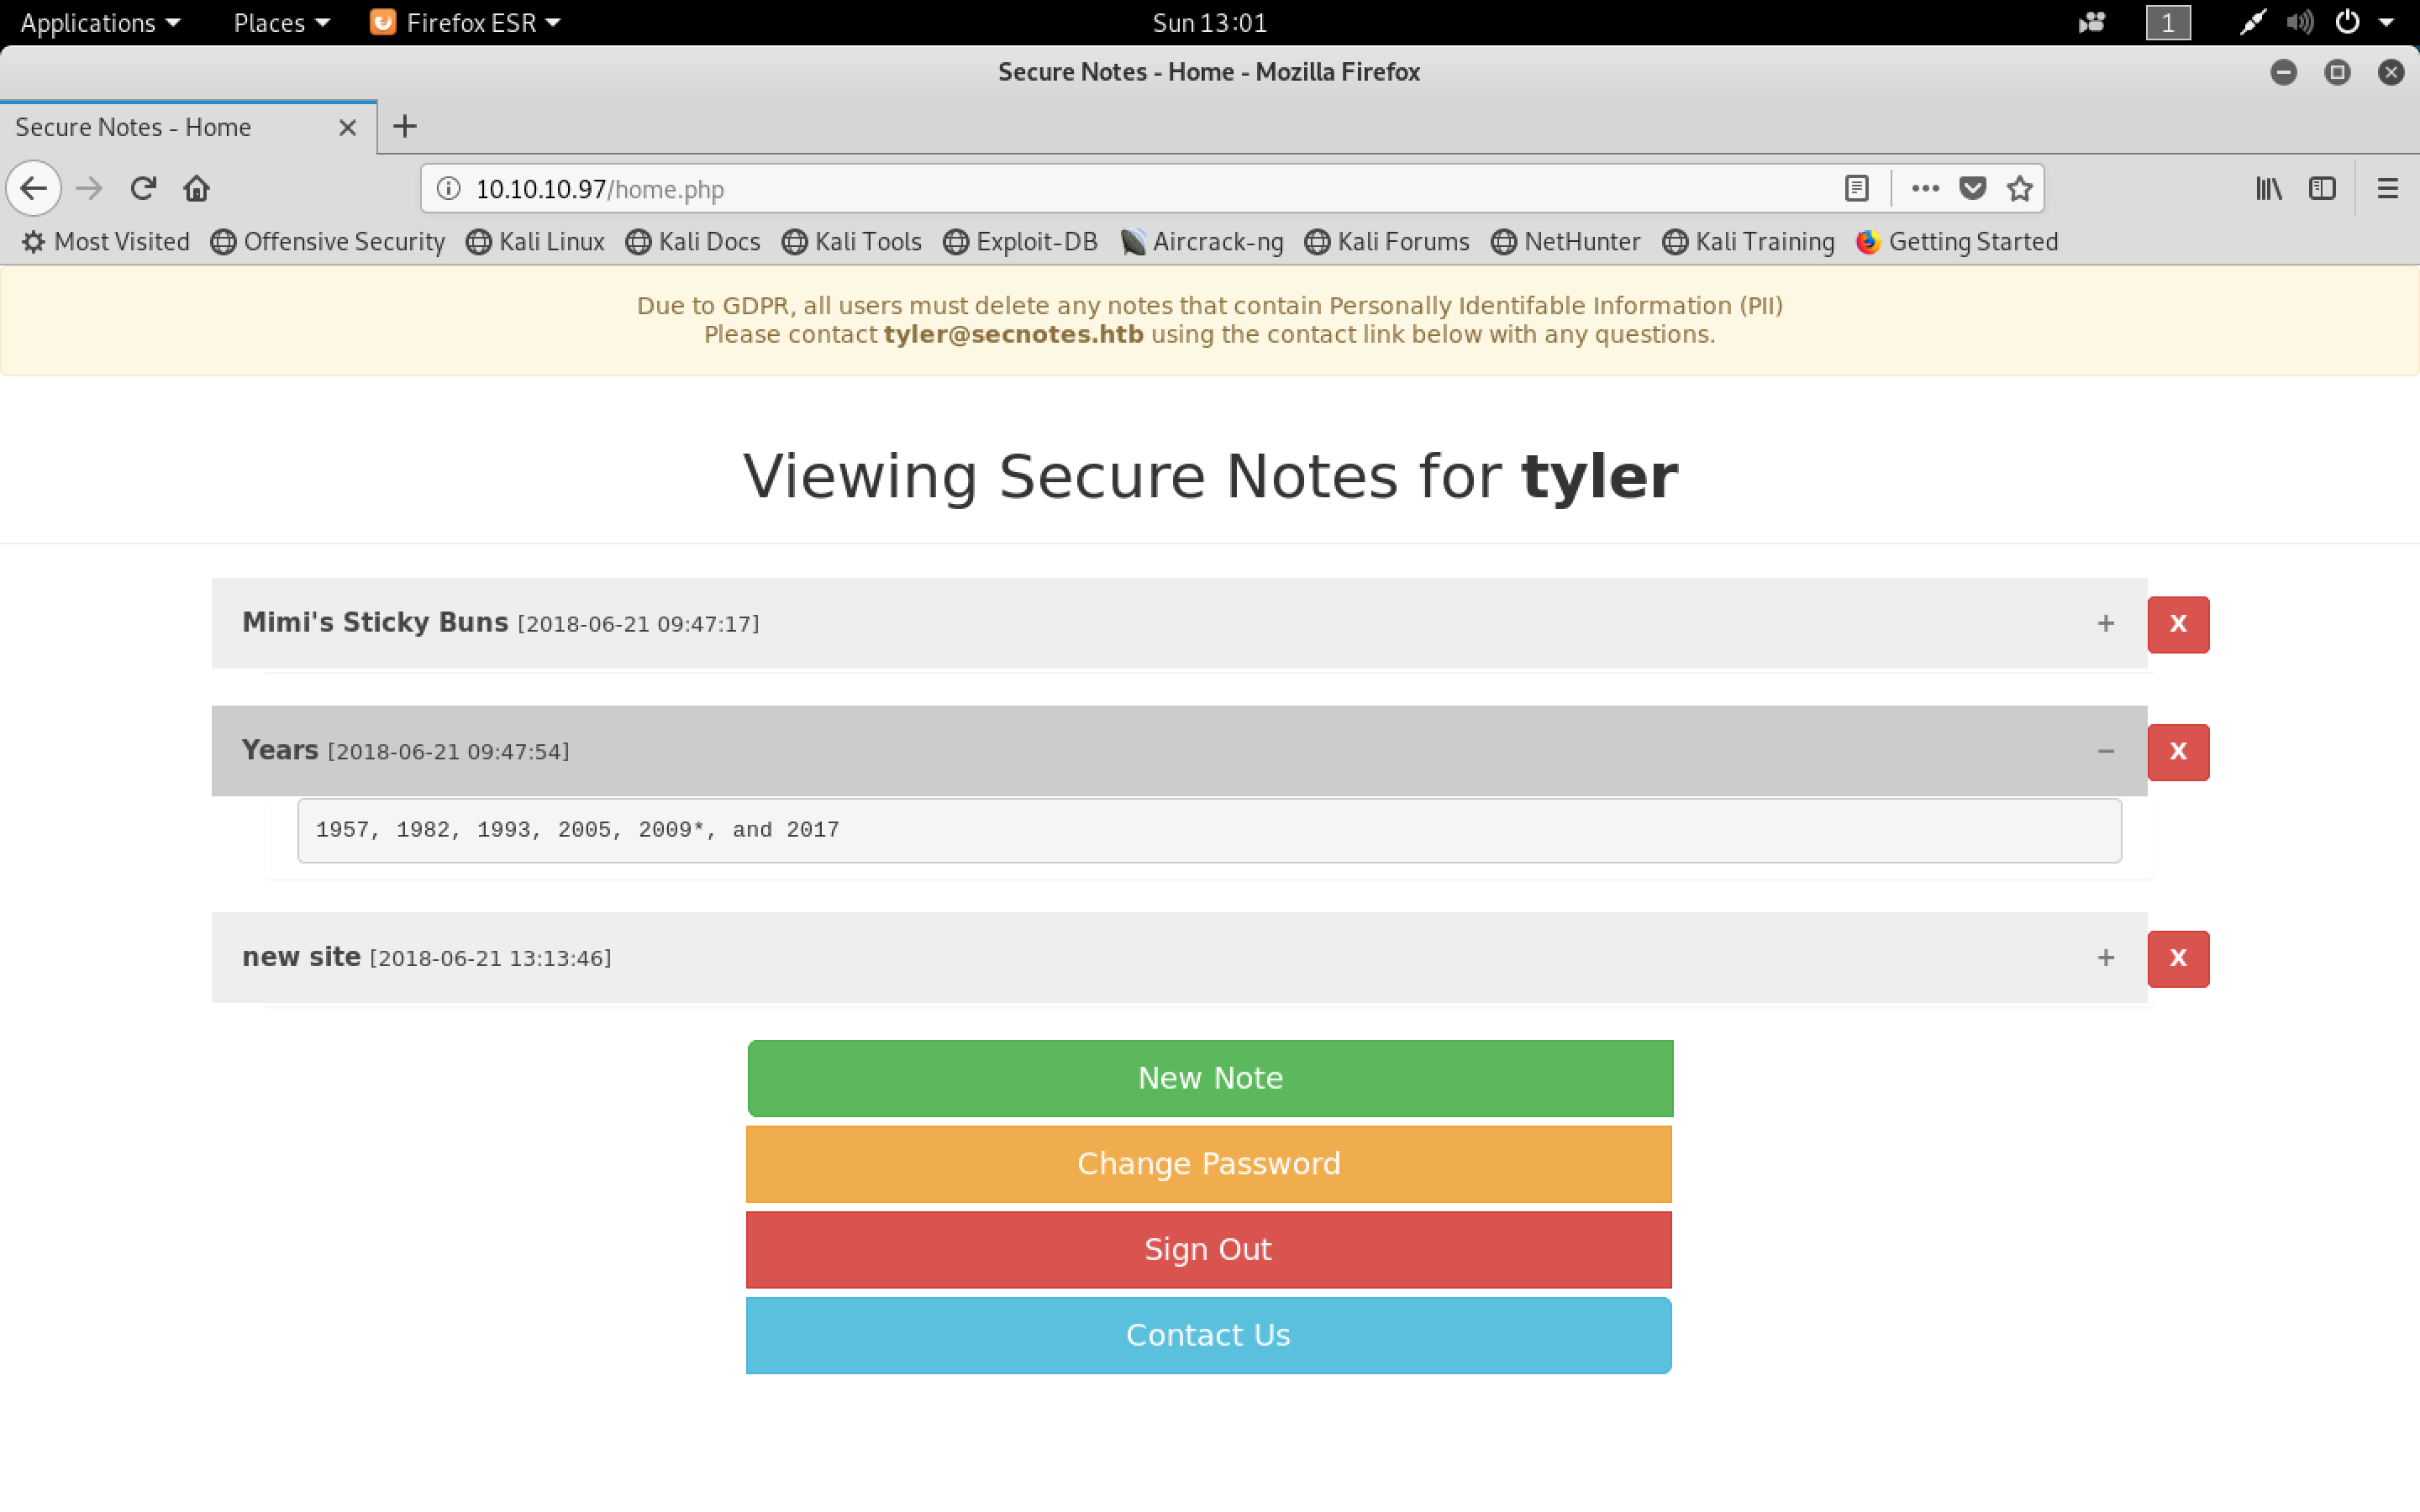 Applications Places Firefox ESR Sun 13:01 1
Secure Notes - Home - Mozilla Firefox
Secure Notes - Home
10.10.10.97/home.php
Most Visited Offensive Security Kali Linux Kali Docs Kali Tools Exploit-DB Aircrack-ng Kali Forums NetHunter Kali Training Getting Started
Due to GDPR, all users must delete any notes that contain Personally Identifable Information (PII)
Please contact tyler@secnotes.htb using the contact link below with any questions.
Viewing Secure Notes for tyler
Mimi's Sticky Buns [2018-06-21 09:47:17] + X
Years [2018-06-21 09:47:54] − X
1957, 1982, 1993, 2005, 2009*, and 2017
new site [2018-06-21 13:13:46] + X
New Note
Change Password
Sign Out
Contact Us